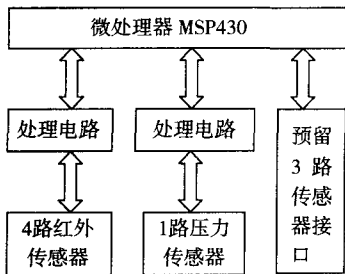 微处理器 MSP430
处理电路
处理电路
预留
3 路
传感
器接
口
4路红外
传感器
1路压力
传感器